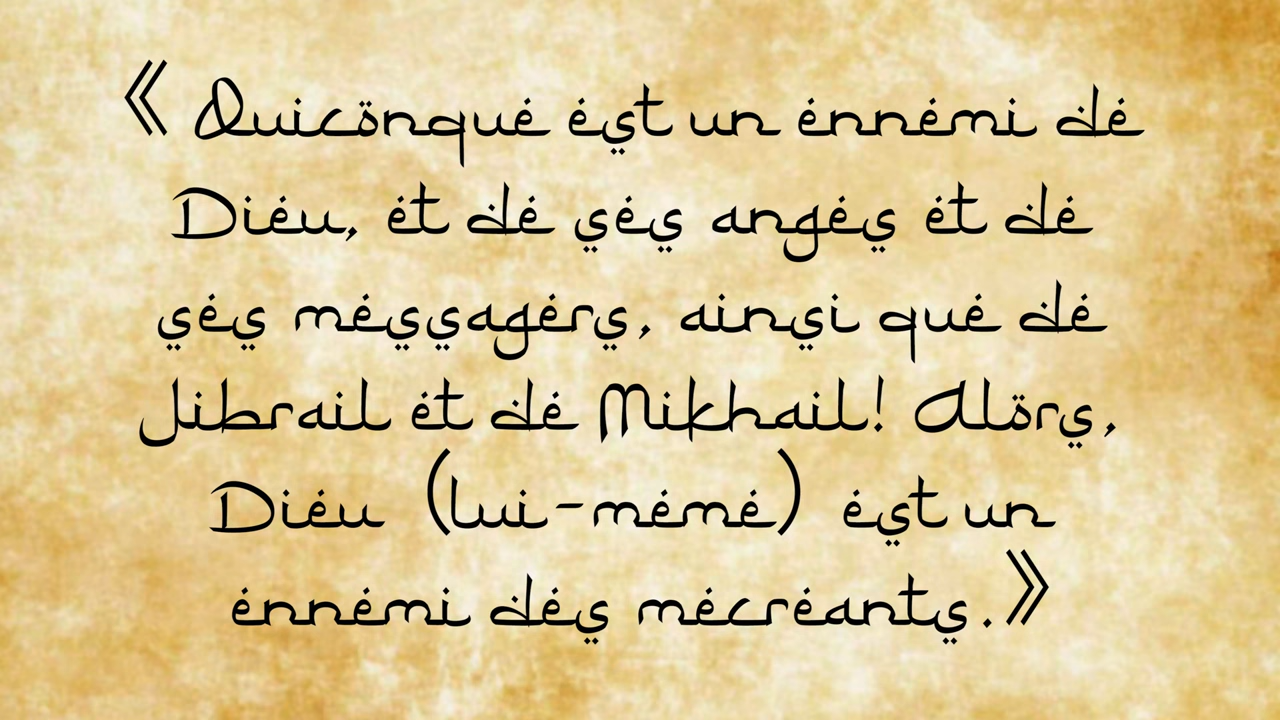 « Quiconque est un ennemi de
Dieu, et de ses anges et de
ses messagers, ainsi que de
Jibrail et de Mikhail! Alors,
Dieu (lui-même) est un
ennemi des mécréants.»